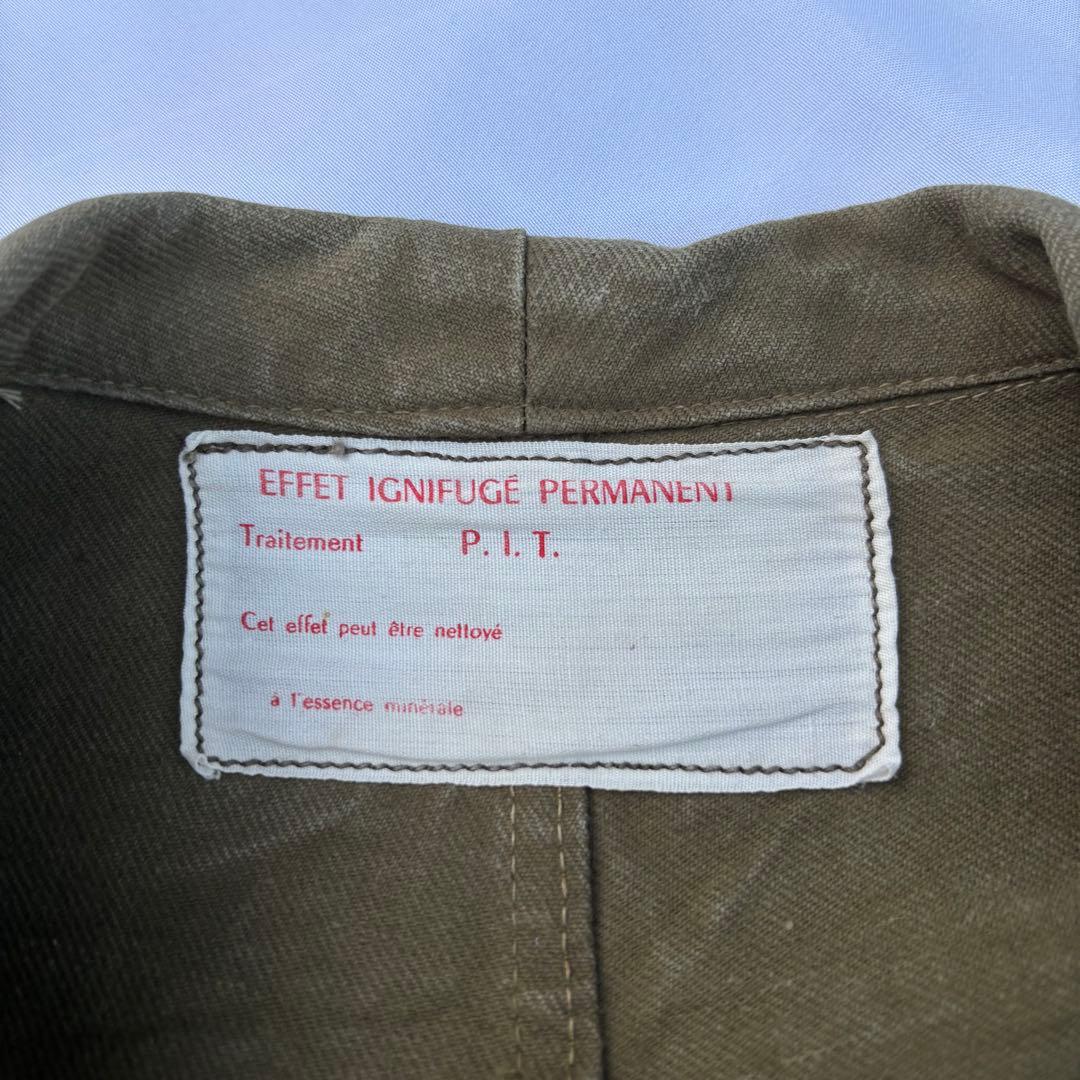 EFFET IGNIFUGÉ PERMANENT
Traitement P. I. T.
Cet effet peut être nettoyé
à l'essence minérale